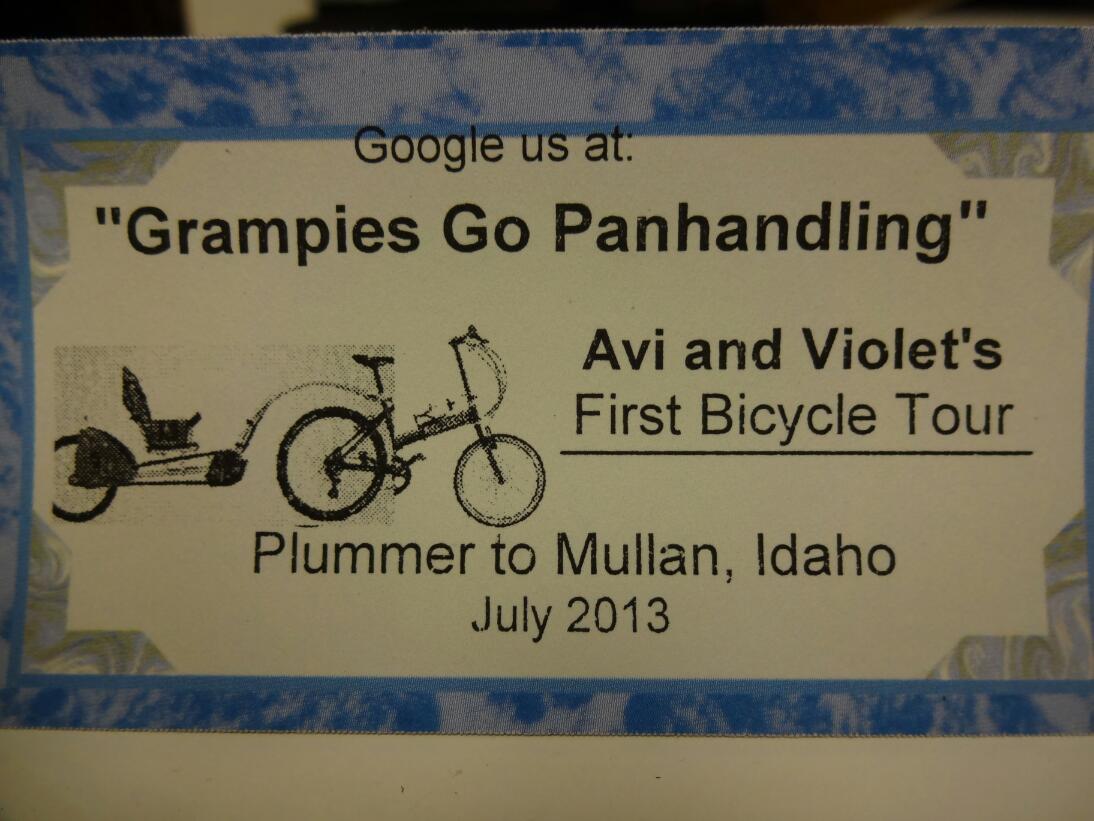 Google us at:
"Grampies Go Panhandling"
Avi and Violet's
First Bicycle Tour
Plummer to Mullan, Idaho
July 2013